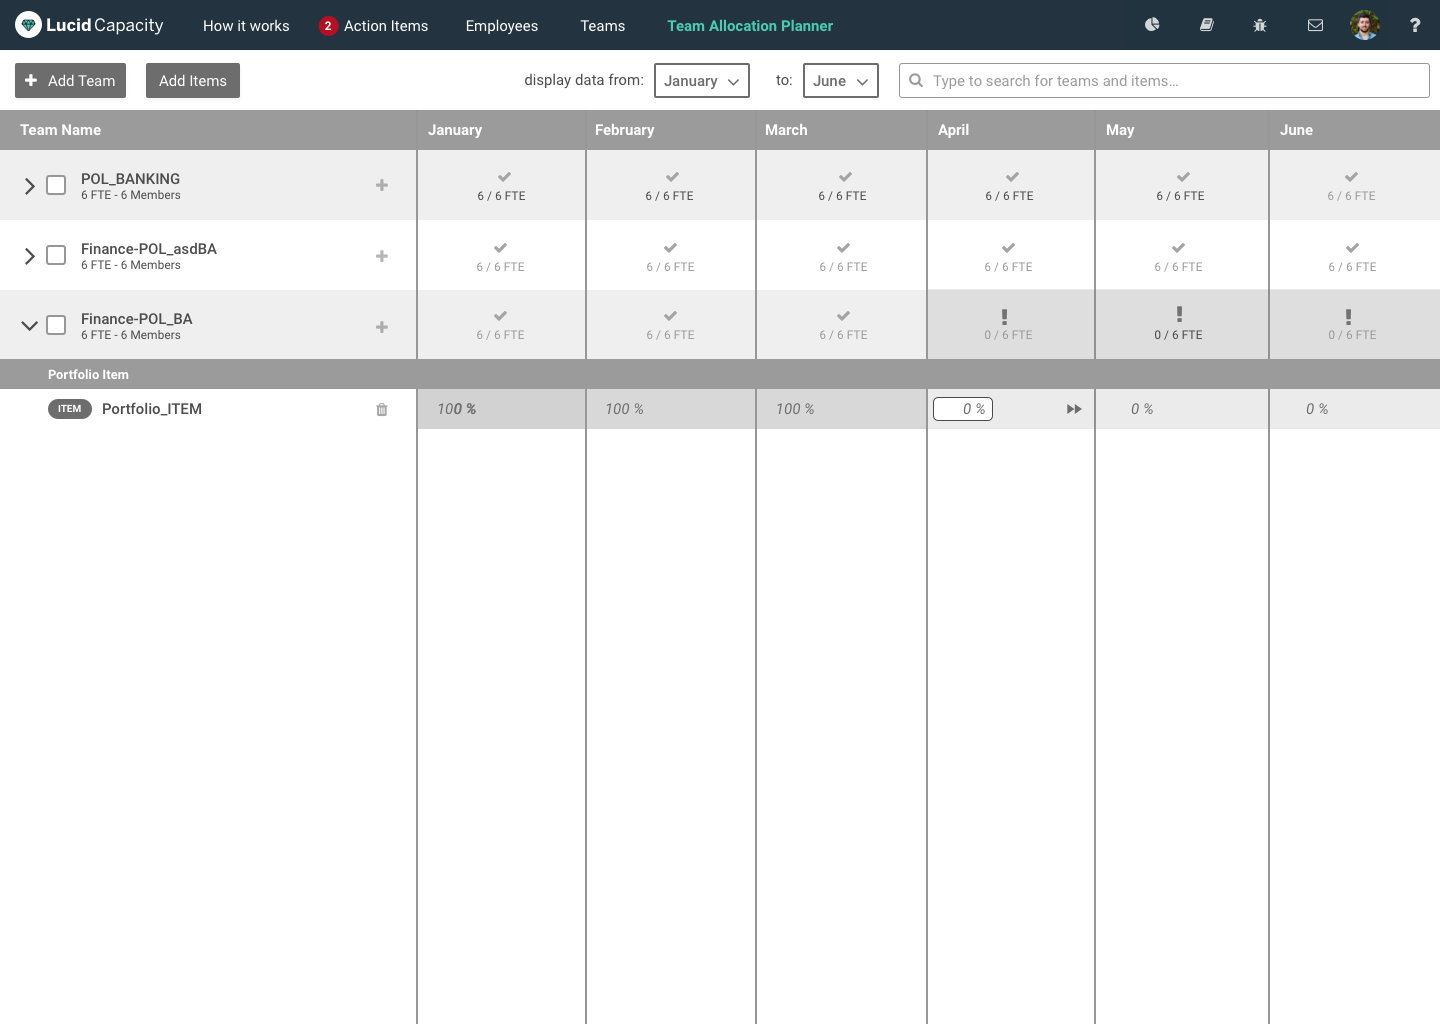 LucidCapacity How it works 2 Action Items Employees Teams Team Allocation Planner ?
+ Add Team Add Items display data from: January to: June Type to search for teams and items...
Team Name January February March April May June
POL_BANKING
6 FTE - 6 Members
6 / 6 FTE 6 / 6 FTE 6 / 6 FTE 6 / 6 FTE 6 / 6 FTE 6 / 6 FTE
Finance-POL_asdBA
6 FTE - 6 Members
6 / 6 FTE 6 / 6 FTE 6 / 6 FTE 6 / 6 FTE 6 / 6 FTE 6 / 6 FTE
Finance-POL_BA
6 FTE - 6 Members
! ! !
6 / 6 FTE 6 / 6 FTE 6 / 6 FTE 0 / 6 FTE 0 / 6 FTE 0 / 6 FTE
Portfolio Item
ITEM Portfolio_ITEM 100 % 100 % 100 % 0 % 0 % 0 %